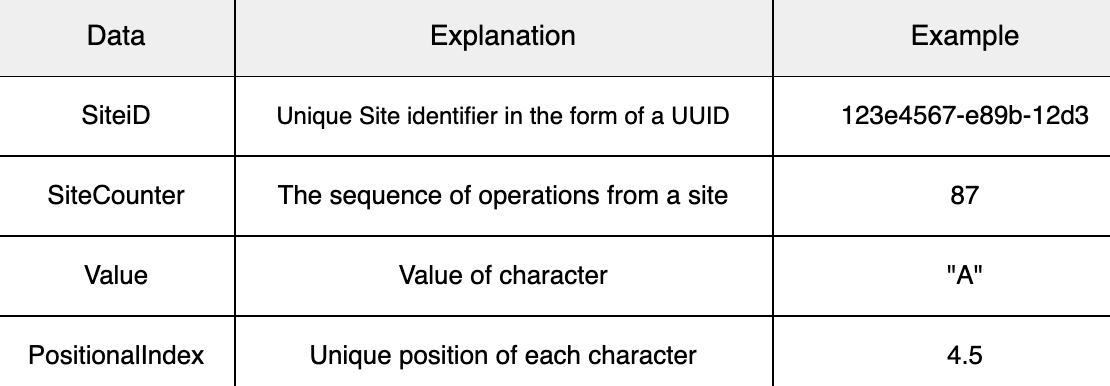 Data Explanation Example
SiteiD Unique Site identifier in the form of a UUID 123e4567-e89b-12d3
SiteCounter The sequence of operations from a site 87
Value Value of character "A"
PositionalIndex Unique position of each character 4.5